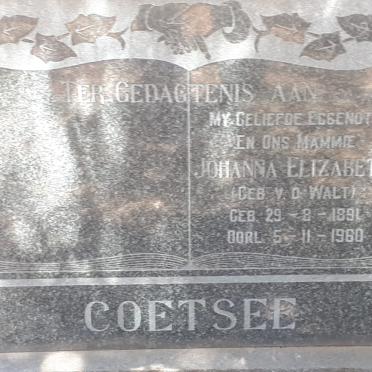 TER GEDAGTENIS AAN
MY GELIEFDE EGGENOT
EN ONS MAMMIE
JOHANNA ELIZABET
(GEB. V. D. WALT)
GEB. 29 - 8 - 1891
OORL. 5 - 11 - 1960
COETSEE